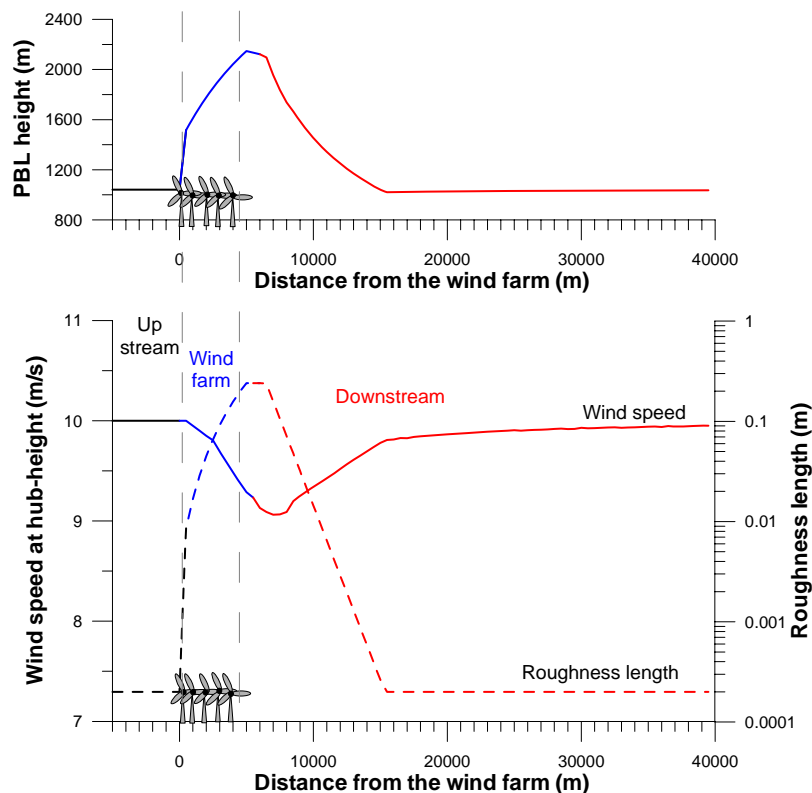 PBL height (m)
2400
2000
1600
1200
800
0
10000
20000
30000
40000
Distance from the wind farm (m)
Wind speed at hub-height (m/s)
11
10
9
8
7
Up
stream
Wind
farm
Downstream
Wind speed
Roughness length
1
0.1
0.01
0.001
0.0001
Roughness length (m)
0
10000
20000
30000
40000
Distance from the wind farm (m)